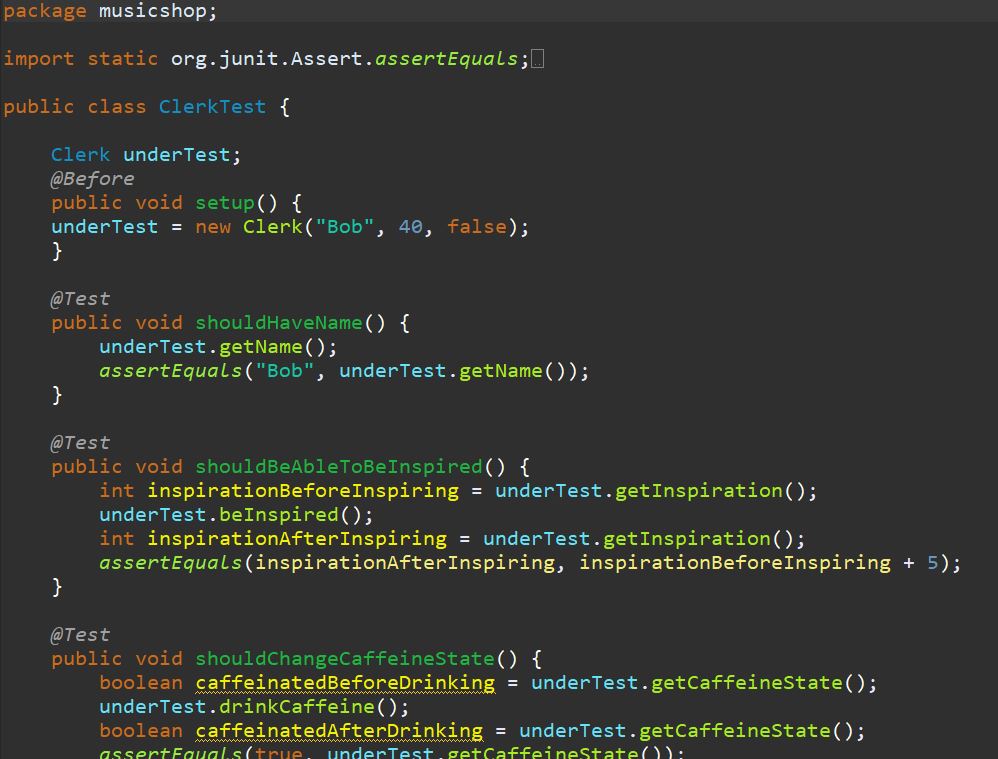 package musicshop;
import static org.junit.Assert.assertEquals;
public class ClerkTest {
Clerk underTest;
@Before
public void setup() {
underTest = new Clerk("Bob", 40, false);
}
@Test
public void shouldHaveName() {
underTest.getName();
assertEquals("Bob", underTest.getName());
}
@Test
public void shouldBeAbleToBeInspired() {
int inspirationBeforeInspiring = underTest.getInspiration();
underTest.beInspired();
int inspirationAfterInspiring = underTest.getInspiration();
assertEquals(inspirationAfterInspiring, inspirationBeforeInspiring + 5);
}
@Test
public void shouldChangeCaffeineState() {
boolean caffeinatedBeforeDrinking = underTest.getCaffeineState();
underTest.drinkCaffeine();
boolean caffeinatedAfterDrinking = underTest.getCaffeineState();
assertEquals(true, underTest.getCaffeineState());